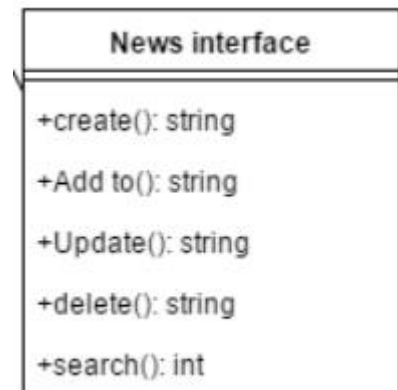 News interface
+create(): string
+Add to(): string
+Update(): string
+delete(): string
+search(): int